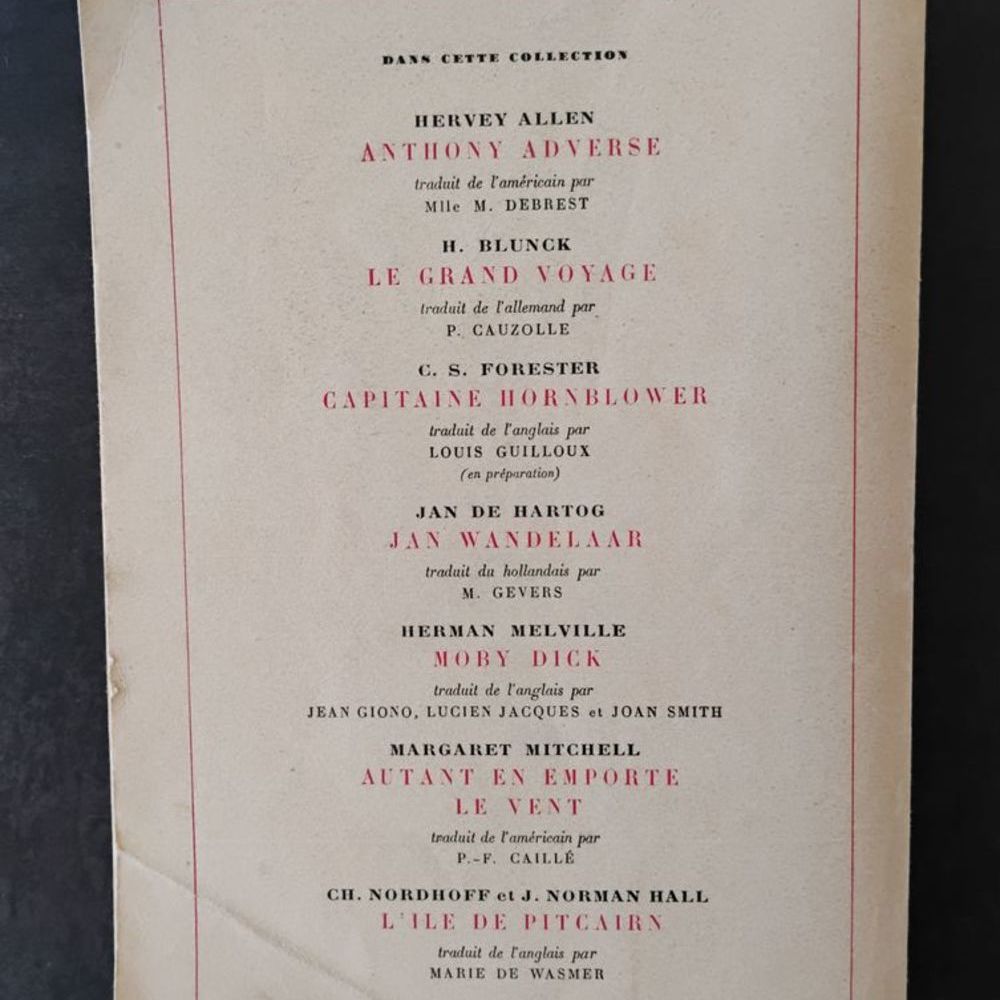 DANS CETTE COLLECTION
HERVEY ALLEN
ANTHONY ADVERSE
traduit de l'américain par
Mlle M. DEBREST
H. BLUNCK
LE GRAND VOYAGE
traduit de l'allemand par
P. CAUZOLLE
C. S. FORESTER
CAPITAINE HORNBLOWER
traduit de l'anglais par
LOUIS GUILLOUX
(en préparation)
JAN DE HARTOG
JAN WANDELAAR
traduit du hollandais par
M. GEVERS
HERMAN MELVILLE
MOBY DICK
traduit de l'anglais par
JEAN GIONO, LUCIEN JACQUES et JOAN SMITH
MARGARET MITCHELL
AUTANT EN EMPORTE
LE VENT
traduit de l'américain par
P.-F. CAILLÉ
CH. NORDHOFF et J. NORMAN HALL
L'ILE DE PITCAIRN
traduit de l'anglais par
MARIE DE WASMER